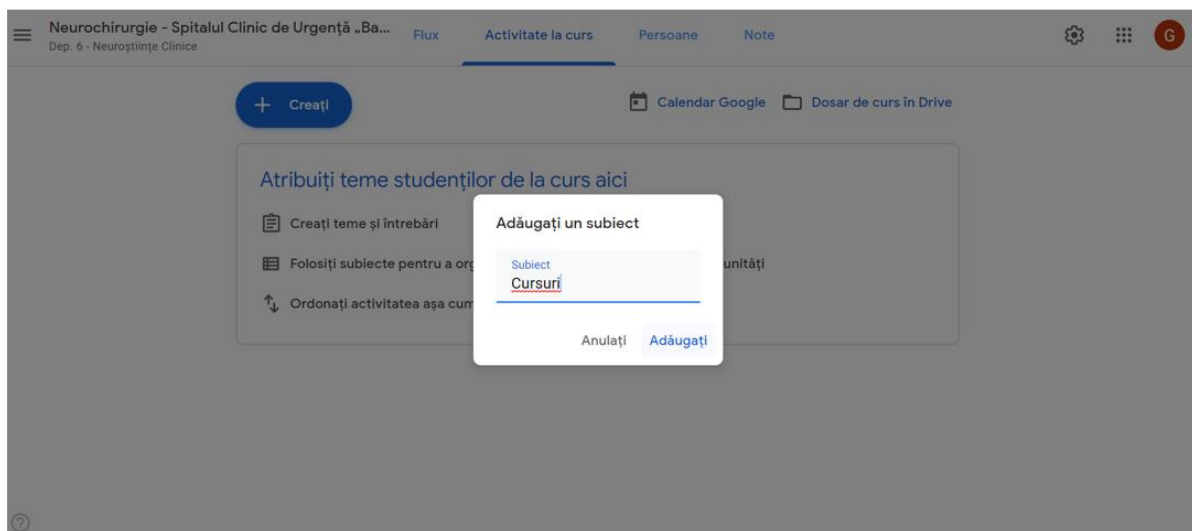 Neurochirurgie - Spitalul Clinic de Urgență „Ba...
Dep. 6 - Neuroștiințe Clinice
Flux
Activitate la curs
Persoane
Note
G
Creați
Calendar Google
Dosar de curs în Drive
Atribuiți teme studenților de la curs aici
Creați teme și întrebări
Folosiți subiecte pentru a
unități
Ordonați activitatea așa
Adăugați un subiect
Subiect
Cursuri
Anulați
Adăugați